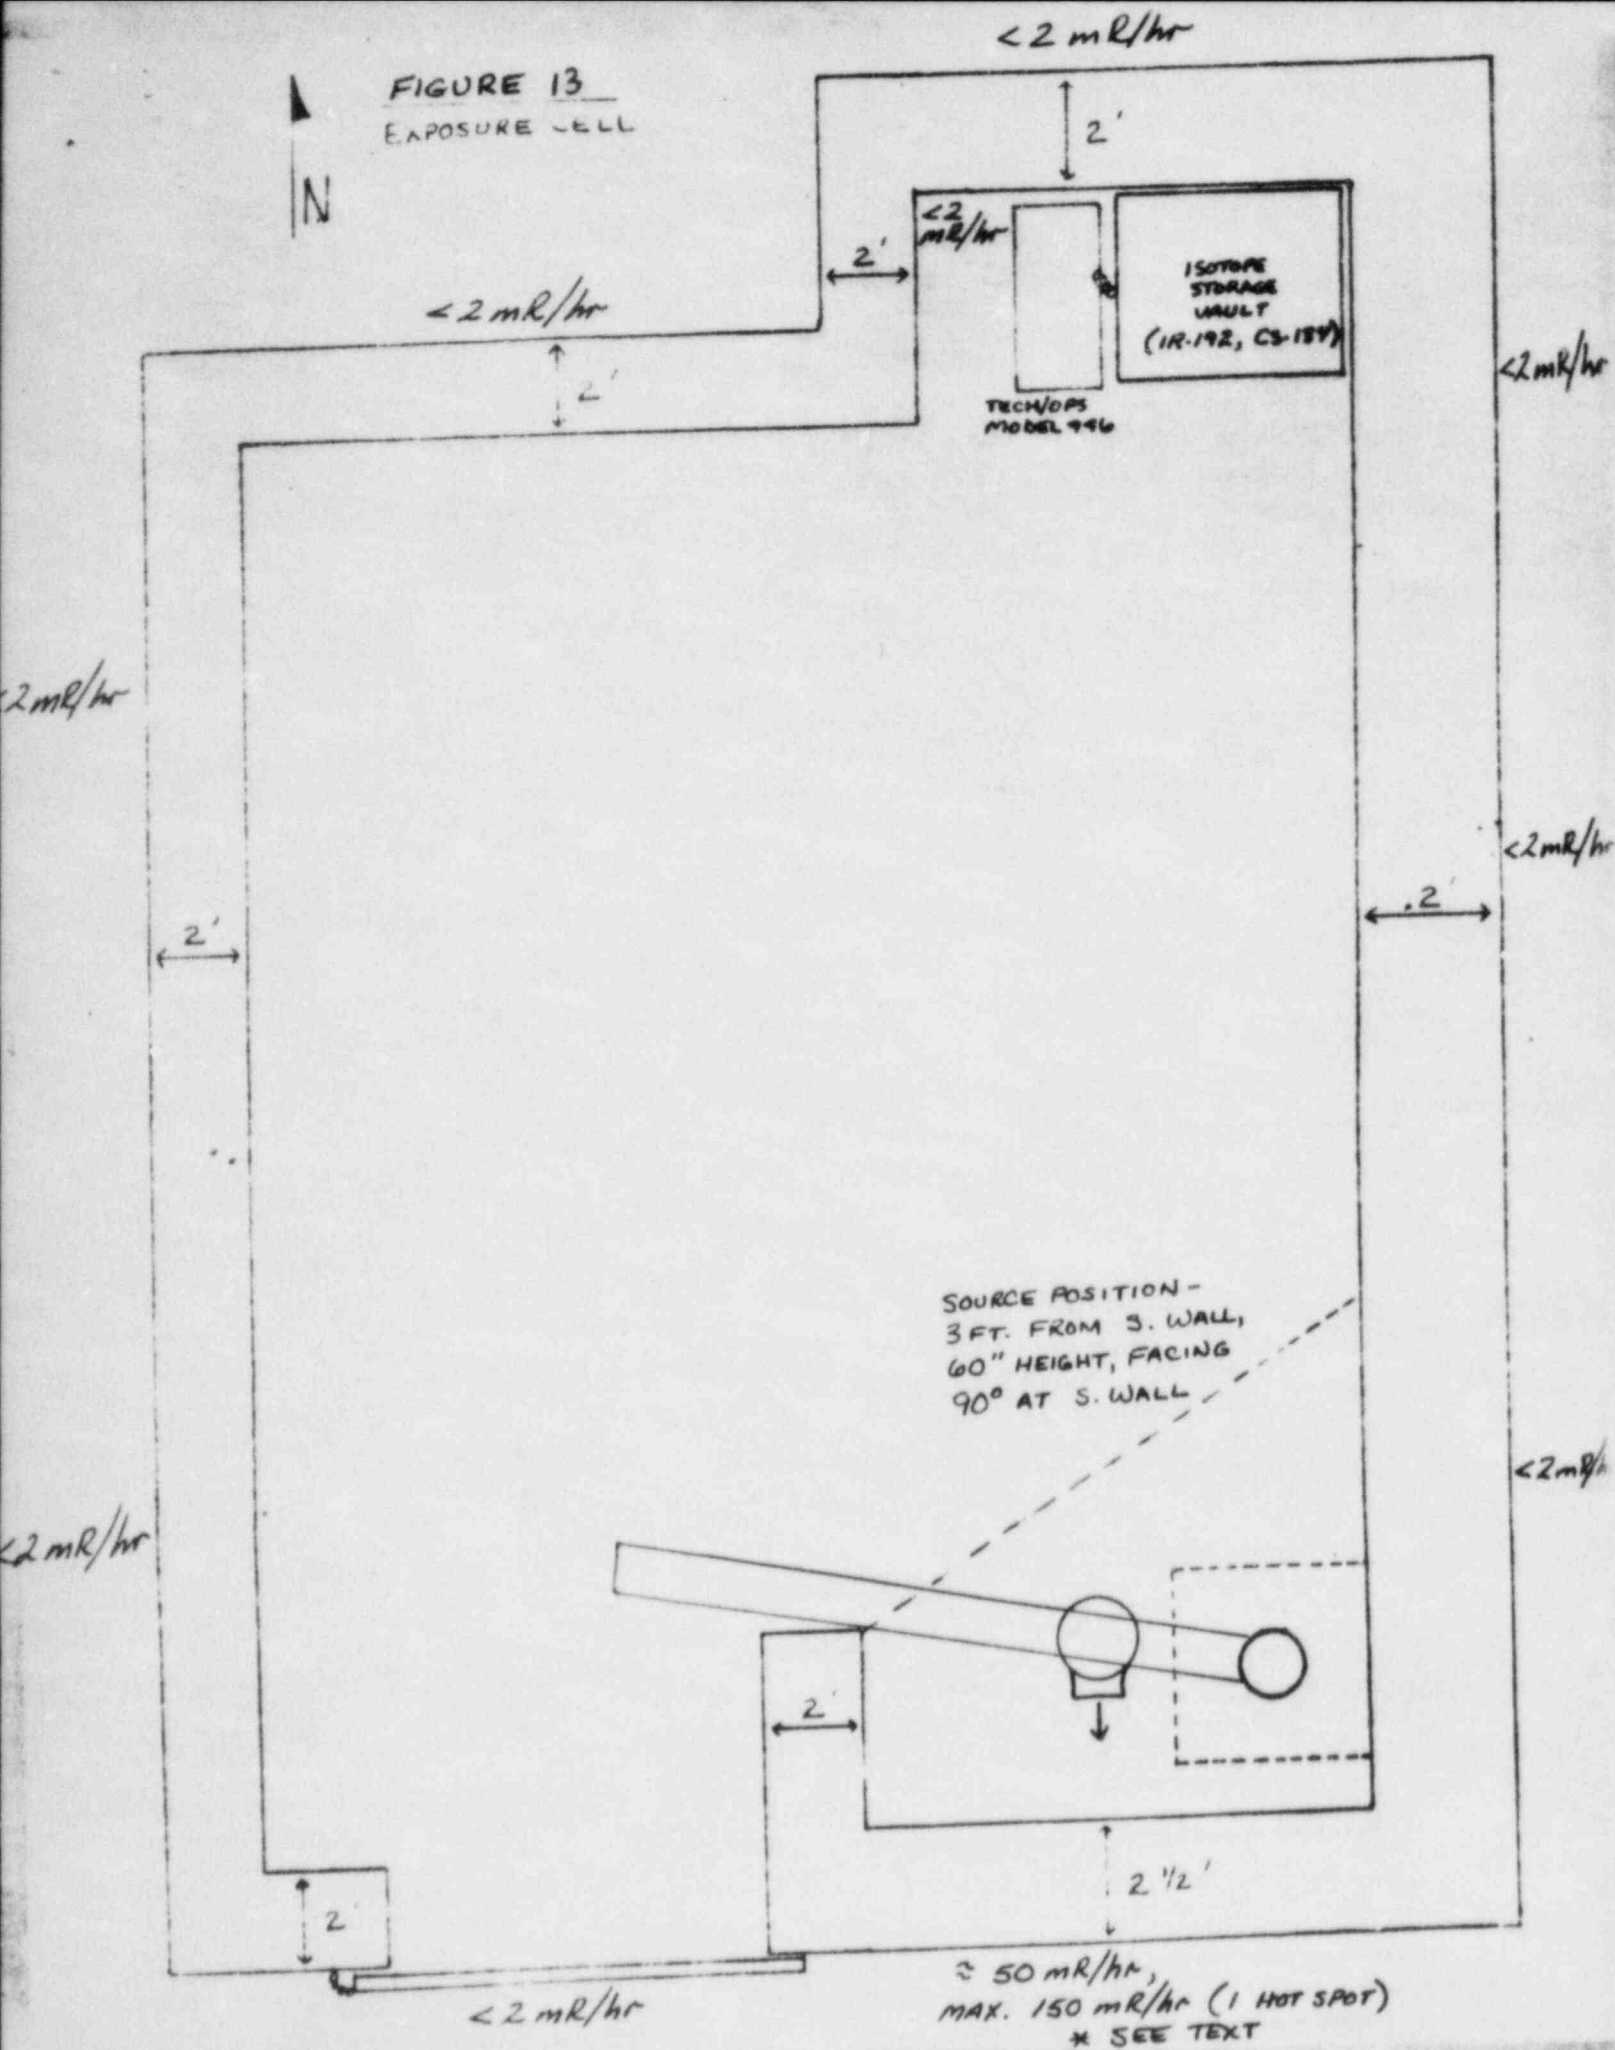 < 2 mR/hr
FIGURE 13
EXPOSURE CELL
N
2'
<2
mR/hr
2'
ISOTOPE
STORAGE
VAULT
(IR-192, CS-137)
< 2 mR/hr
<2mR/hr
2'
TECH/OPS
MODEL
<2mR/hr
<2mR/hr
.2'
2'
SOURCE POSITION-
3 FT. FROM S. WALL,
60" HEIGHT, FACING
90° AT S. WALL
<2mR/h
<2 mR/hr
2'
2 1/2'
2
≈ 50 mR/hr,
MAX. 150 mR/hr (1 HOT SPOT)
* SEE TEXT
< 2 mR/hr